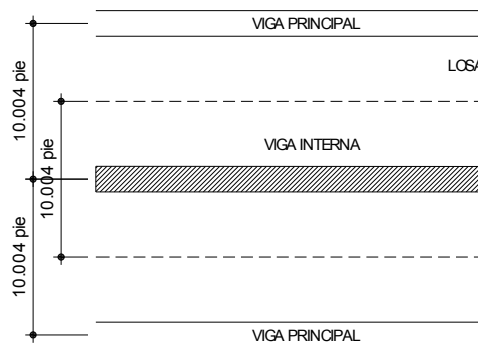 VIGA PRINCIPAL
LOSA
10.004 pie
10.004 pie
VIGA INTERNA
10.004 pie
VIGA PRINCIPAL